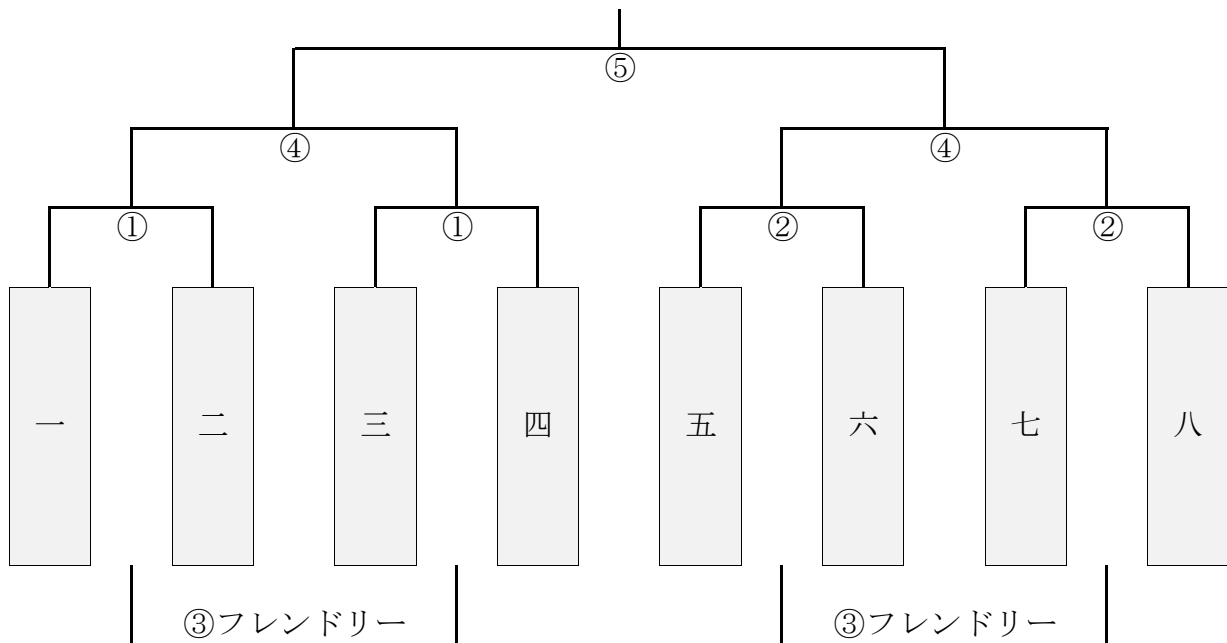 ⑤
④ ④
① ① ② ②
一 二 三 四 五 六 七 八
③フレンドリー ③フレンドリー